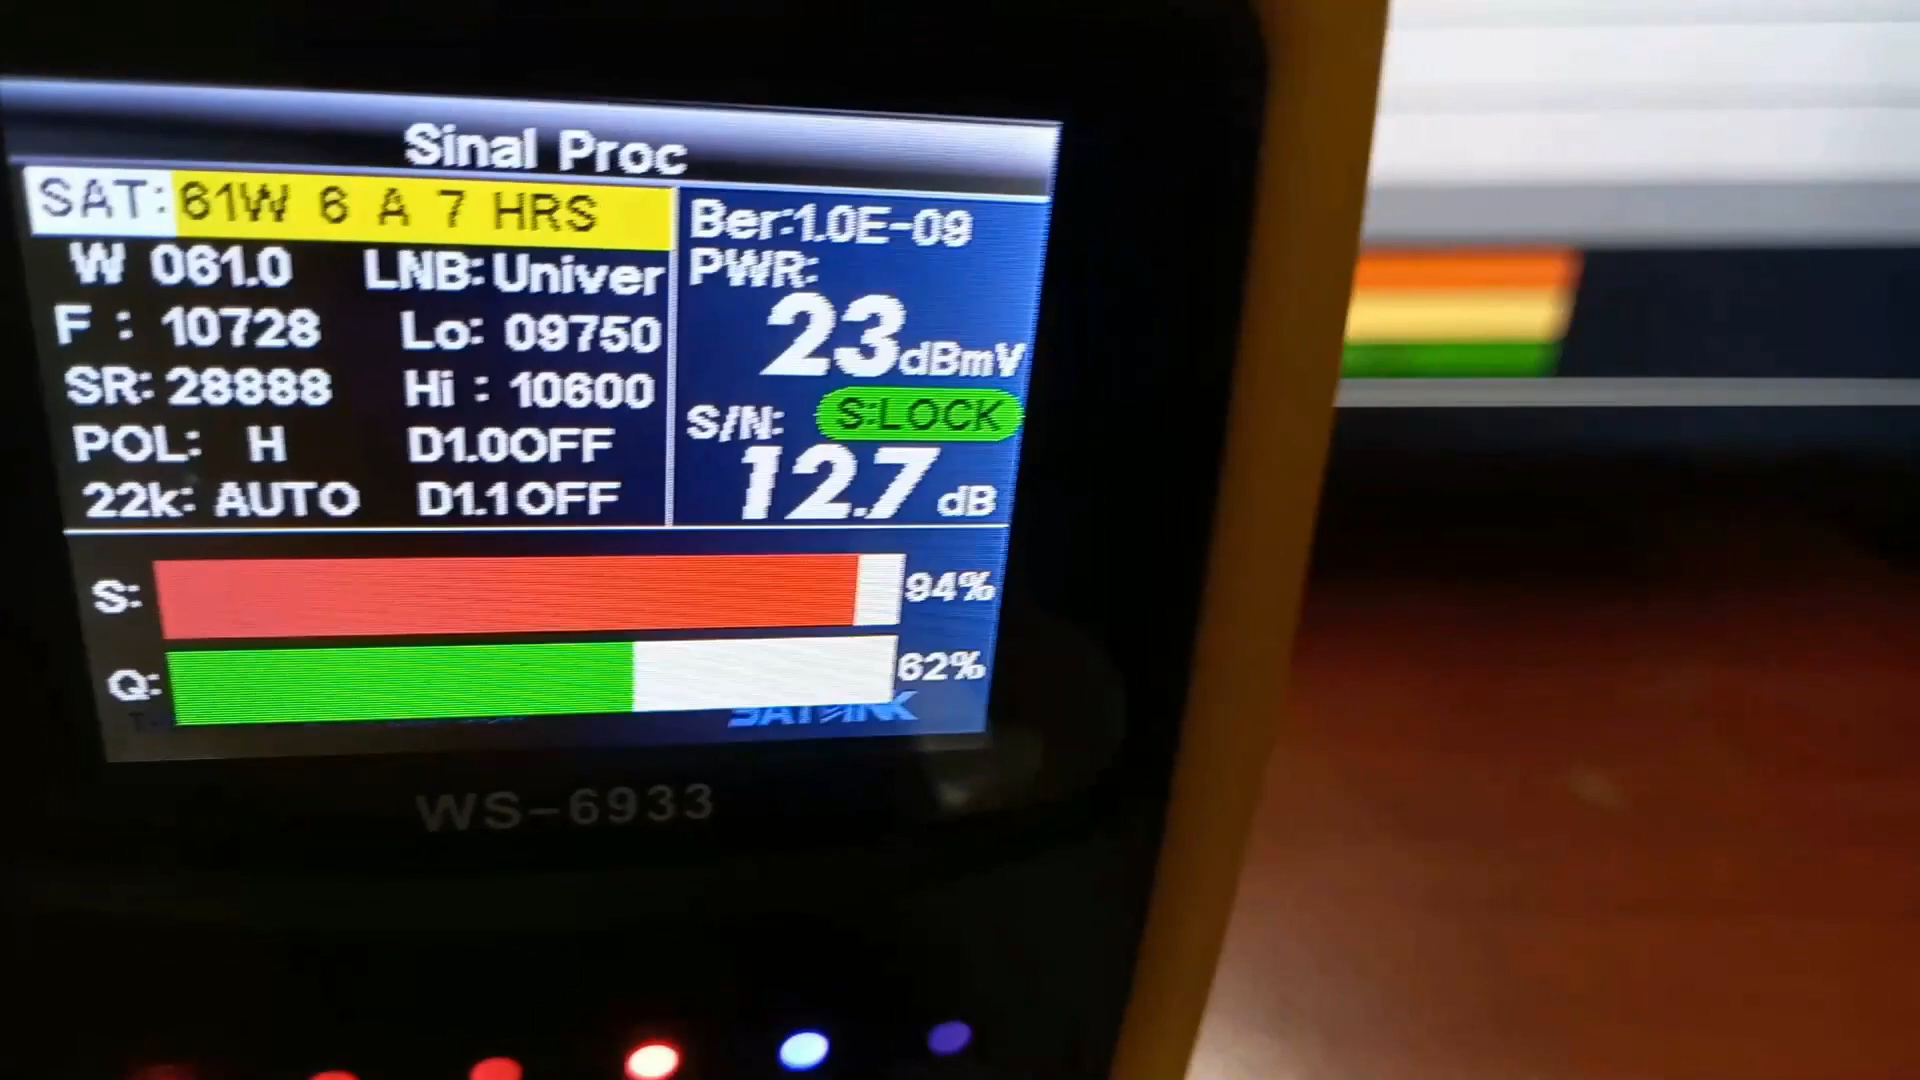 Sinal Proc
SAT: 61W 6 A 7 HRS
W 061.0 LNB: Univer
F : 10728 Lo: 09750
SR: 28888 Hi : 10600
POL: H D1.0OFF
22k: AUTO D1.1OFF
Ber:1.0E-09
PWR:
23 dBmV
S/N: S:LOCK
12.7 dB
S: 94%
Q: 62%
SATLINK
WS-6933